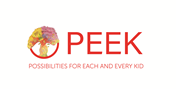 PEEK
POSSIBILITIES FOR EACH AND EVERY KID